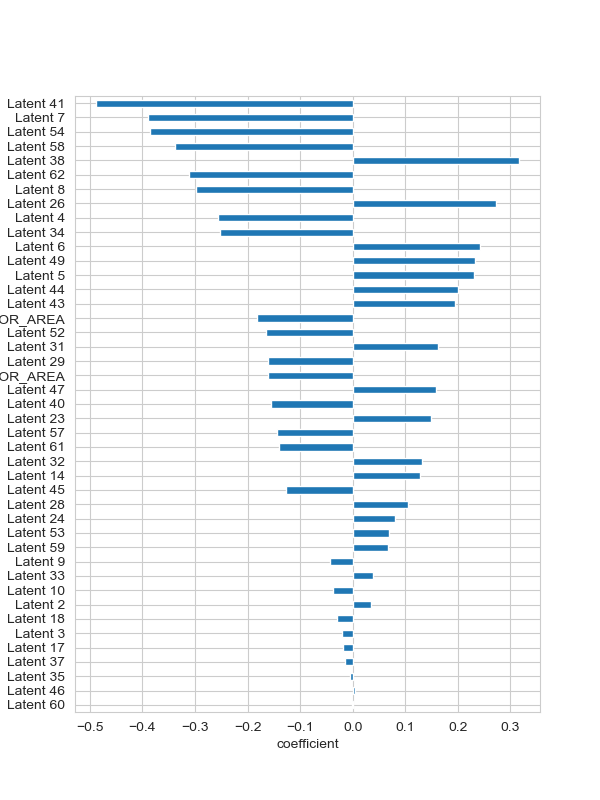 Latent 41
Latent 7
Latent 54
Latent 58
Latent 38
Latent 62
Latent 8
Latent 26
Latent 4
Latent 34
Latent 6
Latent 49
Latent 5
Latent 44
Latent 43
OR_AREA
Latent 52
Latent 31
Latent 29
OR_AREA
Latent 47
Latent 40
Latent 23
Latent 57
Latent 61
Latent 32
Latent 14
Latent 45
Latent 28
Latent 24
Latent 53
Latent 59
Latent 9
Latent 33
Latent 10
Latent 2
Latent 18
Latent 3
Latent 17
Latent 37
Latent 35
Latent 46
Latent 60
−0.5 −0.4 −0.3 −0.2 −0.1 0.0 0.1 0.2 0.3
coefficient